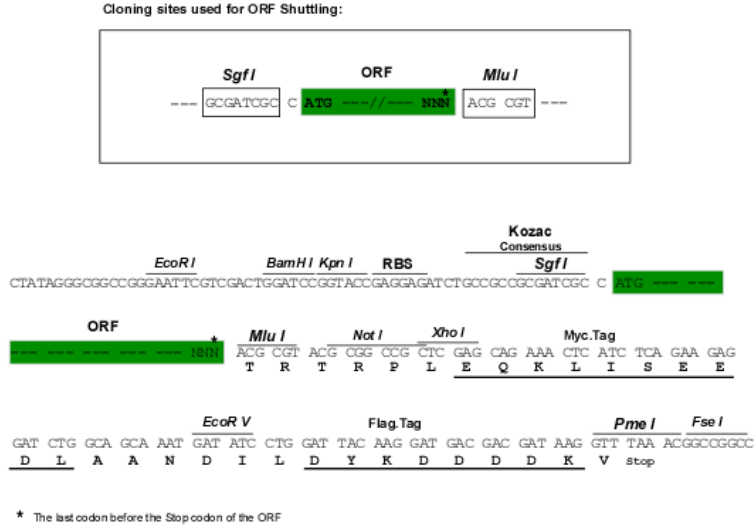 Cloning sites used for ORF Shuttling:
Sgf I ORF Mlu I
--- GCGATCGC C ATG ---//--- NNN* ACG CGT ---
Kozac
Consensus
EcoR I BamH I Kpn I RBS Sgf I
CTATAGGGCGGCCGGGAATTCGTCGACTGGATCCGGTACCGAGGAGATCTGCCGCCGCGATCGC C ATG --- ---
ORF Mlu I Not I Xho I Myc.Tag
--- --- --- --- --- --- NNN* ACG CGT ACG CGG CCG CTC GAG CAG AAA CTC ATC TCA GAA GAG
T R T R P L E Q K L I S E E
EcoR V Flag.Tag Pme I Fse I
GAT CTG GCA GCA AAT GAT ATC CTG GAT TAC AAG GAT GAC GAC GAT AAG GTT TAA ACGGCCGGCC
D L A A N D I L D Y K D D D D K V Stop
* The last codon before the Stop codon of the ORF